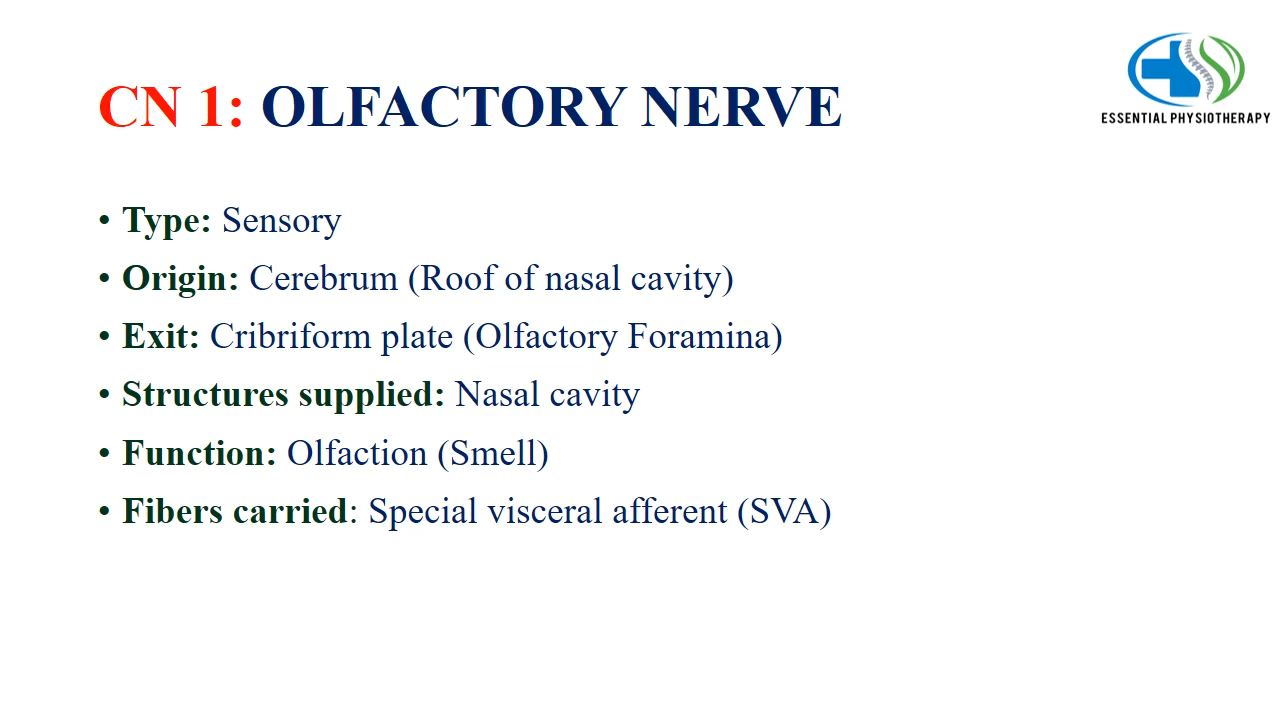 ESSENTIAL PHYSIOTHERAPY
CN 1: OLFACTORY NERVE
• Type: Sensory
• Origin: Cerebrum (Roof of nasal cavity)
• Exit: Cribriform plate (Olfactory Foramina)
• Structures supplied: Nasal cavity
• Function: Olfaction (Smell)
• Fibers carried: Special visceral afferent (SVA)